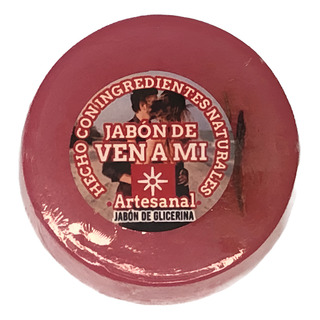 HECHO CON INGREDIENTES NATURALES
JABÓN DE
VEN A MI
Artesanal
JABÓN DE GLICERINA